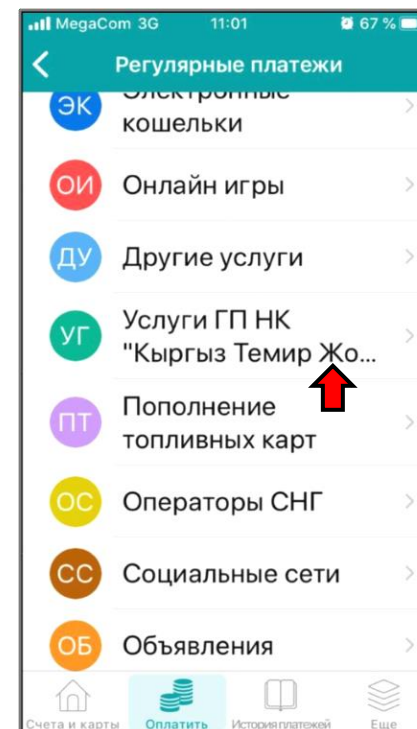 MegaCom 3G 11:01 67 %
Регулярные платежи
ЭК Электронные
кошельки
ОИ Онлайн игры
ДУ Другие услуги
УГ Услуги ГП НК
"Кыргыз Темир Жо...
ПТ Пополнение
топливных карт
ОС Операторы СНГ
СС Социальные сети
ОБ Объявления
Счета и карты Оплатить История платежей Еще